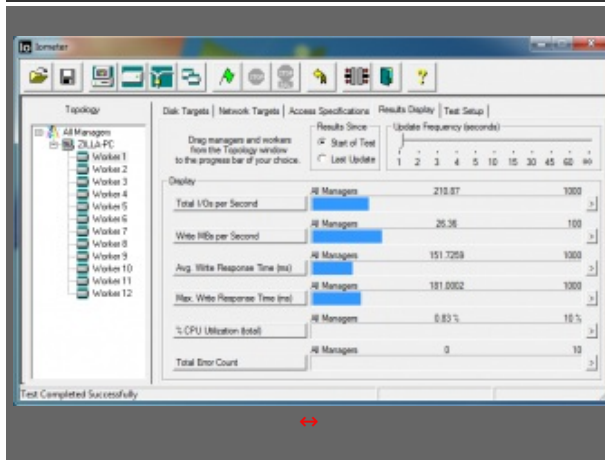 Iometer
Topology
All Managers
ZILLA-PC
Worker 1
Worker 2
Worker 3
Worker 4
Worker 5
Worker 6
Worker 7
Worker 8
Worker 9
Worker 10
Worker 11
Worker 12
Disk Targets Network Targets Access Specifications Results Display Test Setup
Drag managers and workers
from the Topology window
to the progress bar of your choice.
Results Since
Start of Test
Last Update
Update Frequency (seconds)
1 2 3 4 5 10 15 30 45 60 ∞
Display
All Managers 210.87 1000
Total I/Os per Second
All Managers 26.36 100
Write MBs per Second
All Managers 151.7259 1000
Avg. Write Response Time (ms)
All Managers 181.0002 1000
Max. Write Response Time (ms)
All Managers 0.83 % 10 %
% CPU Utilization (total)
All Managers 0 10
Total Error Count
Test Completed Successfully